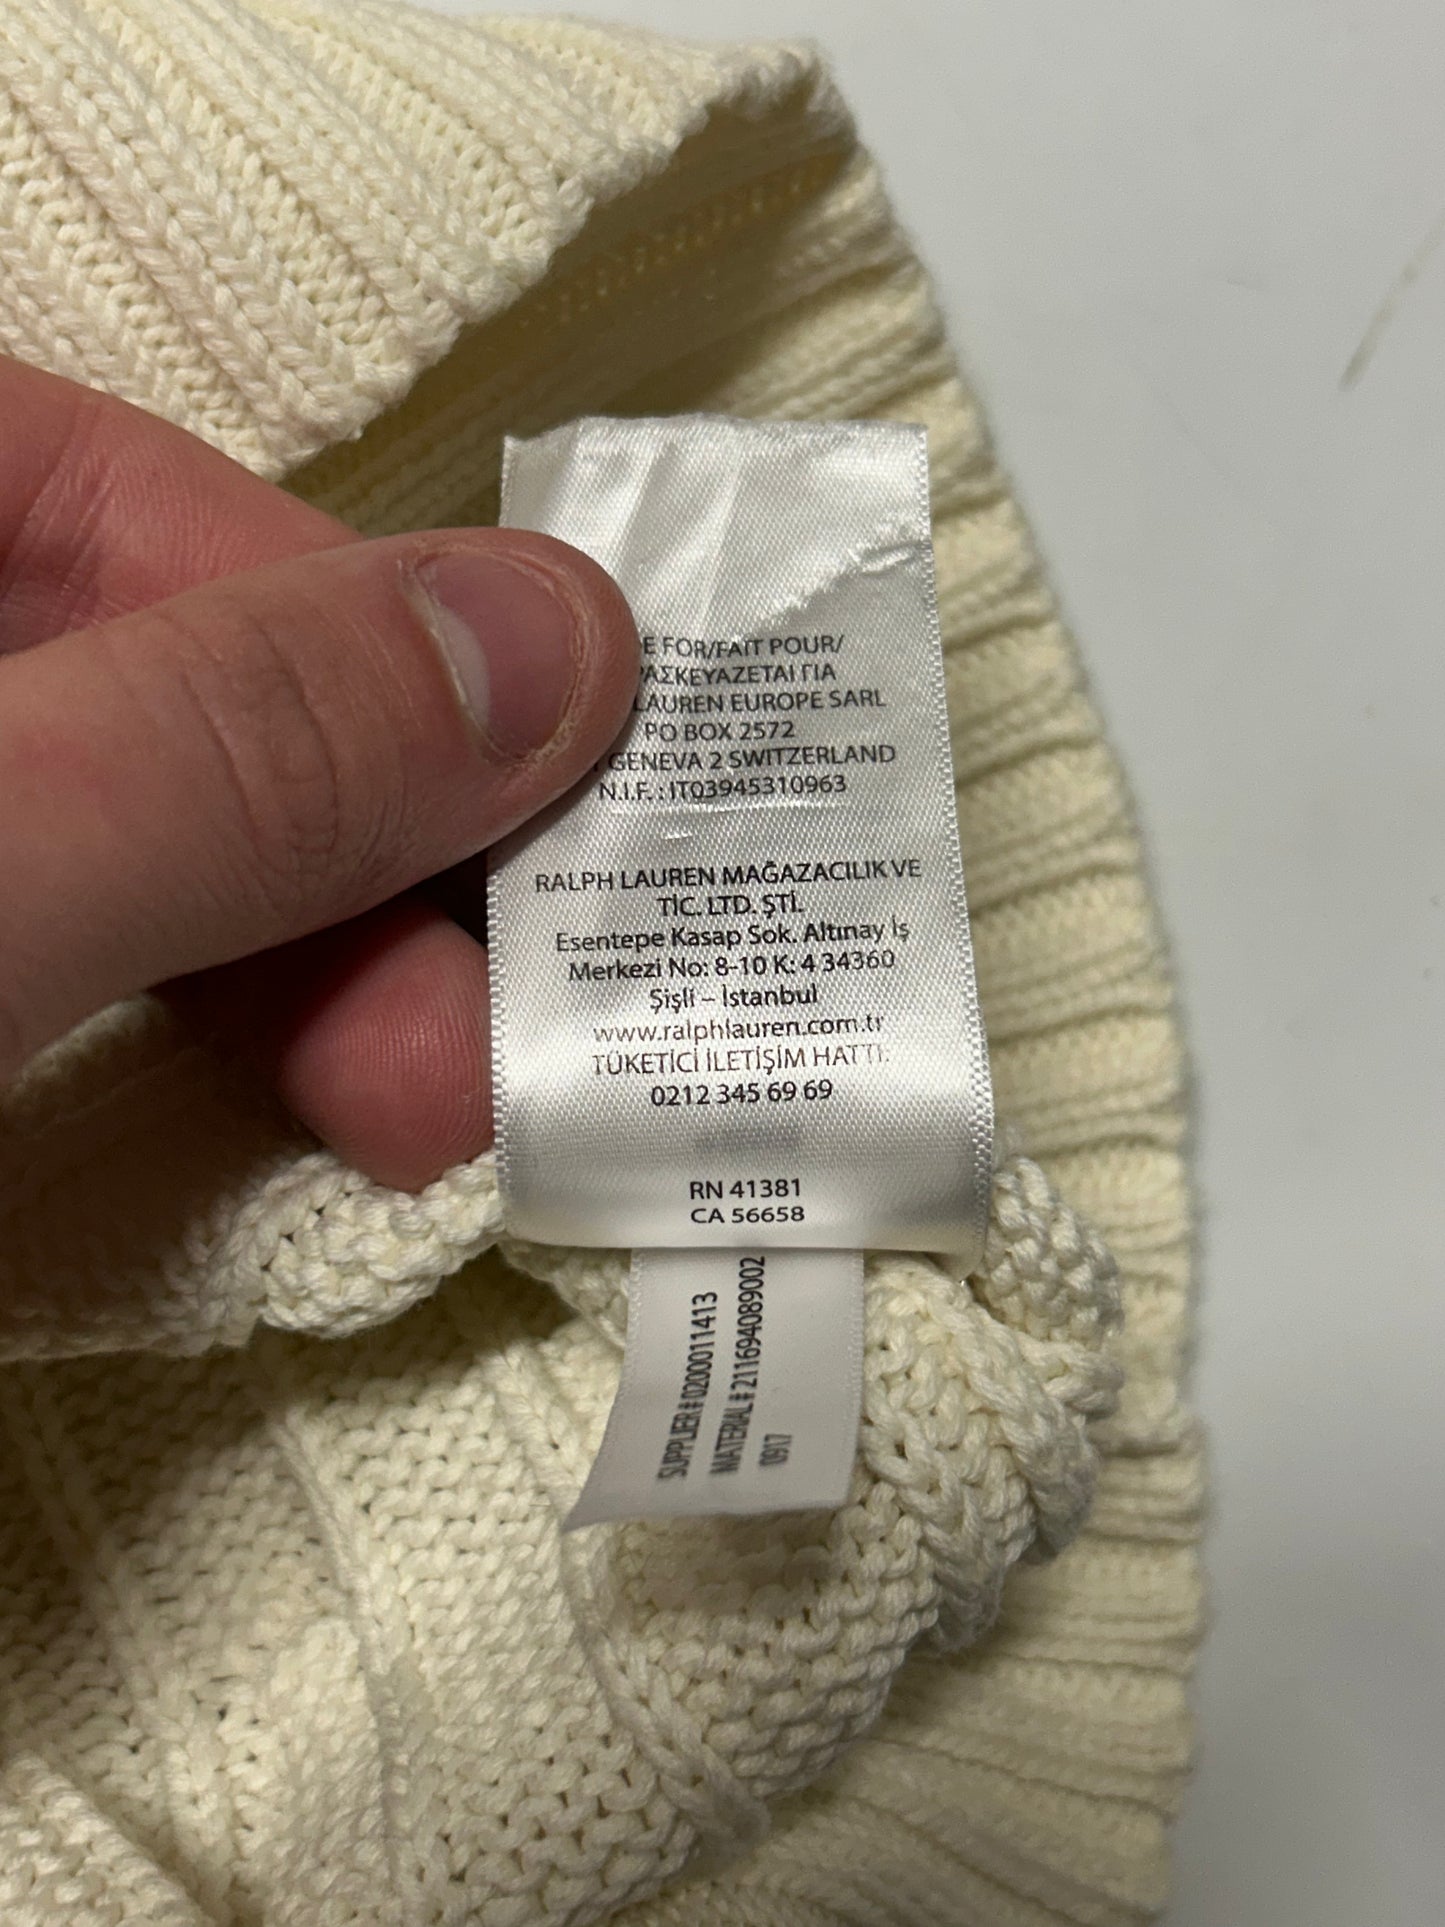 FOR/FAIT POUR/
ΓΙΑ
LAUREN EUROPE SARL
PO BOX 2572
GENEVA 2 SWITZERLAND
N.I.F. : IT03945310963
RALPH LAUREN MAĞAZACILIK VE
TİC. LTD. ŞTİ.
Esentepe Kasap Sok. Altınay İş
Merkezi No: 8-10 K: 4 34360
Şişli – İstanbul
www.ralphlauren.com.tr
TÜKETİCİ İLETİŞİM HATTI:
0212 345 69 69
RN 41381
CA 56658
SUPPLIER# 0200011413
MATERIAL# 211694089002
0917